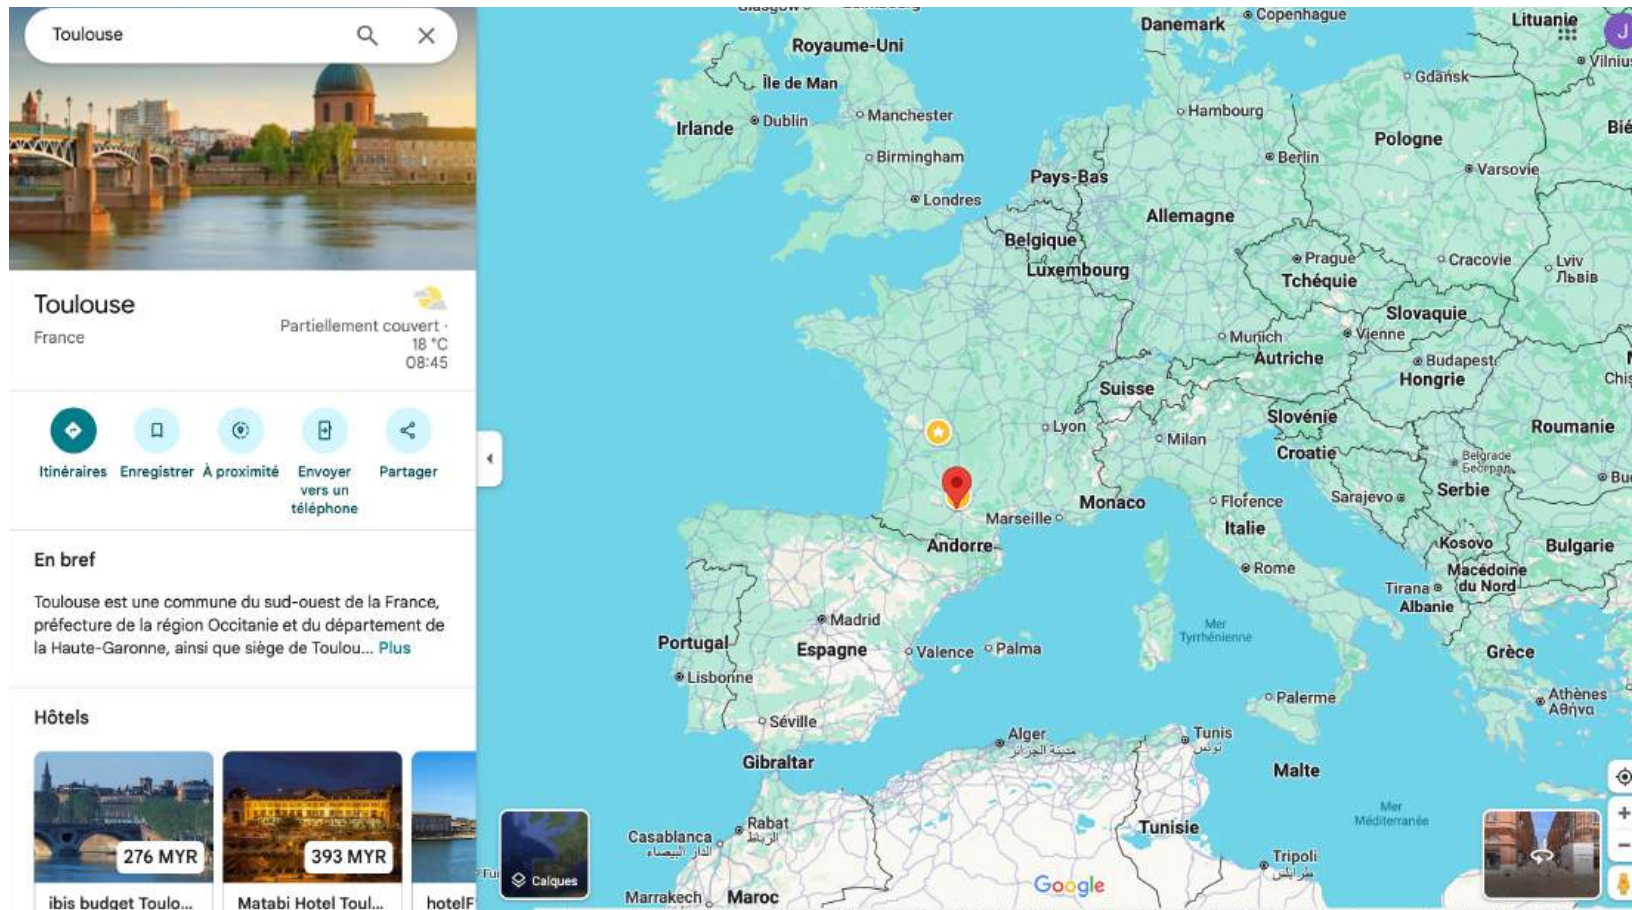 Toulouse
Toulouse
France
Partiellement couvert ·
18 °C
08:45
Itinéraires
Enregistrer
À proximité
Envoyer
vers un
téléphone
Partager
En bref
Toulouse est une commune du sud-ouest de la France,
préfecture de la région Occitanie et du département de
la Haute-Garonne, ainsi que siège de Toulou... Plus
Hôtels
276 MYR
393 MYR
ibis budget Toulo...
Matabi Hotel Toul...
hotelF
Royaume-Uni
Île de Man
Irlande
Dublin
Manchester
Birmingham
Londres
Danemark
Copenhague
Lituanie
J
Vilnius
Gdańsk
Hambourg
Pologne
Berlin
Varsovie
Pays-Bas
Allemagne
Belgique
Luxembourg
Prague
Tchéquie
Cracovie
Lviv
Львів
Slovaquie
Munich
Vienne
Autriche
Budapest
Hongrie
Suisse
Lyon
Milan
Slovénie
Croatie
Roumanie
Belgrade
Београд
Serbie
Sarajevo
Monaco
Marseille
Florence
Italie
Andorre
Rome
Kosovo
Bulgarie
Macédoine
du Nord
Tirana
Albanie
Madrid
Portugal
Espagne
Valence
Palma
Mer
Tyrrhénienne
Grèce
Lisbonne
Palerme
Athènes
Αθήνα
Séville
Alger
مدينة الجزائر
Tunis
تونس
Gibraltar
Malte
Mer
Méditerranée
Rabat
الرباط
Casablanca
الدار البيضاء
Tunisie
Tripoli
طرابلس
Calques
Google
Marrakech
Maroc